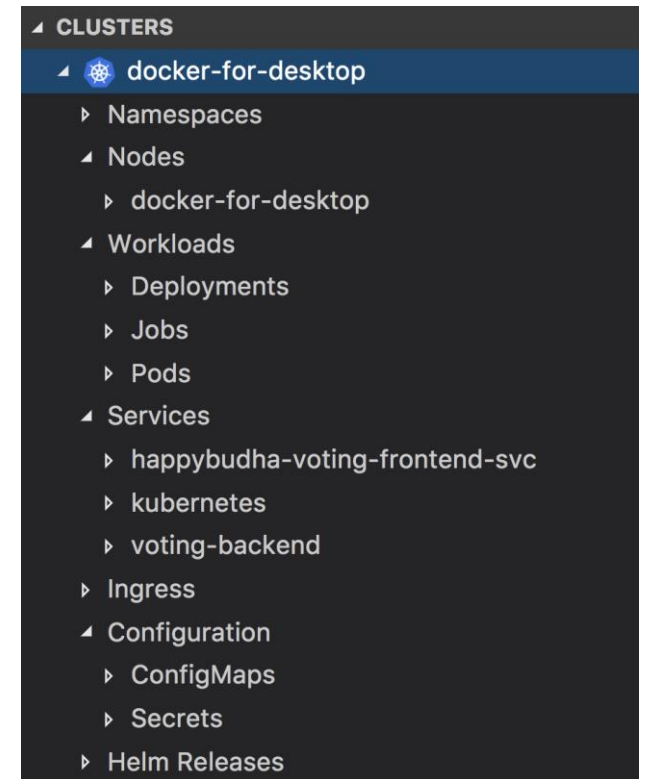 CLUSTERS
docker-for-desktop
Namespaces
Nodes
docker-for-desktop
Workloads
Deployments
Jobs
Pods
Services
happybudha-voting-frontend-svc
kubernetes
voting-backend
Ingress
Configuration
ConfigMaps
Secrets
Helm Releases